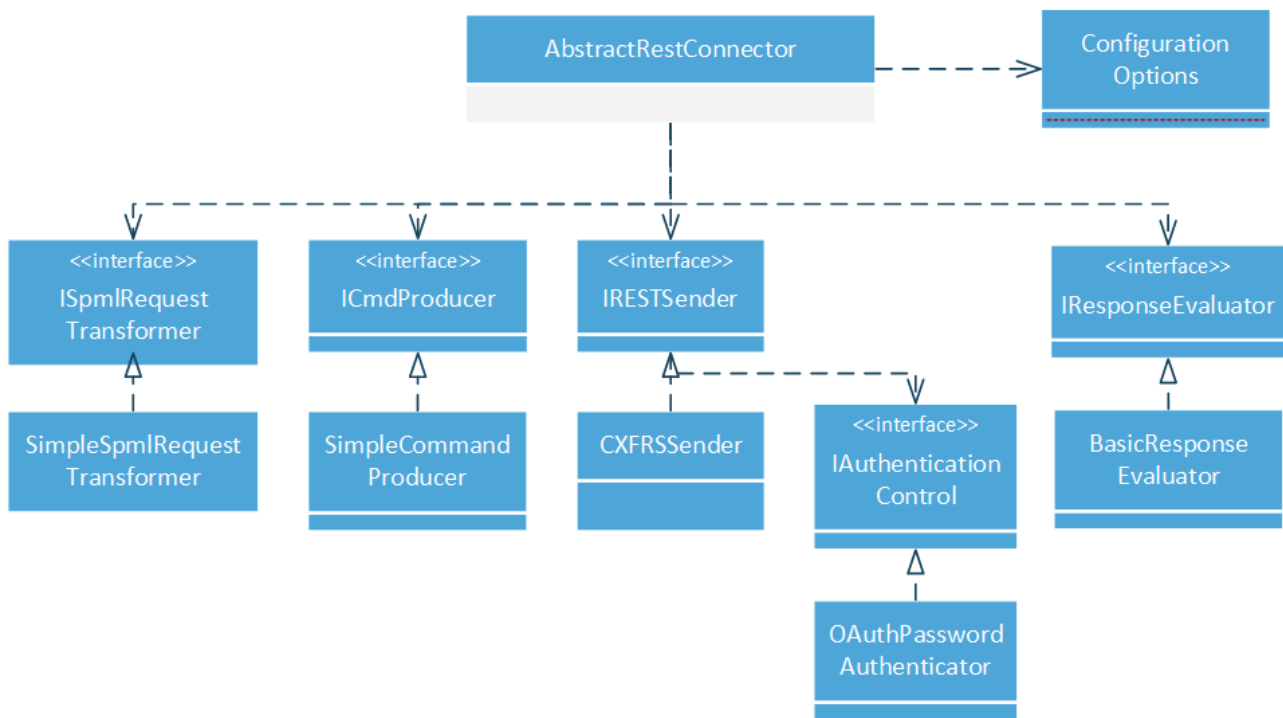 AbstractRestConnector
Configuration
Options
<<interface>>
ISpmlRequest
Transformer
<<interface>>
ICmdProducer
<<interface>>
IRESTSender
<<interface>>
IResponseEvaluator
SimpleSpmlRequest
Transformer
SimpleCommand
Producer
CXFRSSender
<<interface>>
IAuthentication
Control
BasicResponse
Evaluator
OAuthPassword
Authenticator